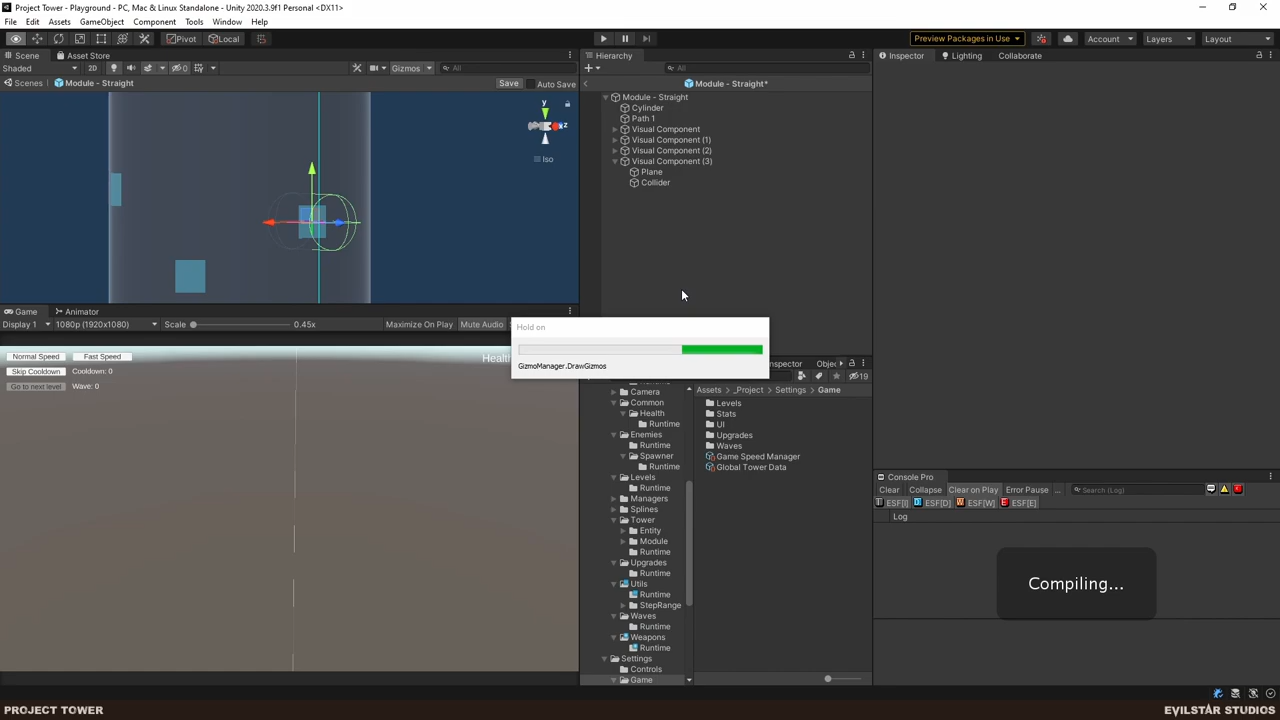 Project Tower - Playground - PC, Mac & Linux Standalone - Unity 2020.3.9f1 Personal <DX11>
File Edit Assets GameObject Component Tools Window Help
Pivot Local Preview Packages in Use Account Layers Layout
Scene Asset Store
Shaded 2D 0 Gizmos All
Scenes Module - Straight Save Auto Save
y
z
Iso
Hierarchy
All
Module - Straight*
Module - Straight
Cylinder
Path 1
Visual Component
Visual Component (1)
Visual Component (2)
Visual Component (3)
Plane
Collider
Inspector Lighting Collaborate
Game Animator
Display 1 1080p (1920x1080) Scale 0.45x Maximize On Play Mute Audio
Normal Speed Fast Speed Health
Skip Cooldown Cooldown: 0
Go to next level Wave: 0
Hold on
GizmoManager.DrawGizmos
nspector Objec
19
Camera
Common
Health
Runtime
Enemies
Runtime
Spawner
Runtime
Levels
Runtime
Managers
Splines
Tower
Entity
Module
Runtime
Upgrades
Runtime
Utils
Runtime
StepRange
Waves
Runtime
Weapons
Runtime
Settings
Controls
Game
Assets _Project Settings Game
Levels
Stats
UI
Upgrades
Waves
Game Speed Manager
Global Tower Data
Console Pro
Clear Collapse Clear on Play Error Pause ... Search (Log)
ESF[I] ESF[D] ESF[W] ESF[E]
Log
Compiling...
PROJECT TOWER EVILSTAR STUDIOS